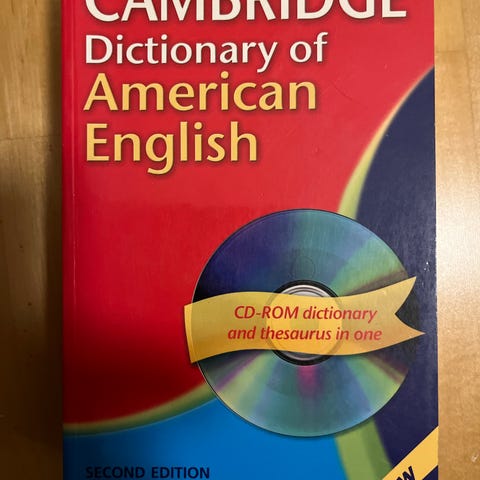 CAMBRIDGE
Dictionary of
American
English
CD-ROM dictionary
and thesaurus in one
SECOND EDITION